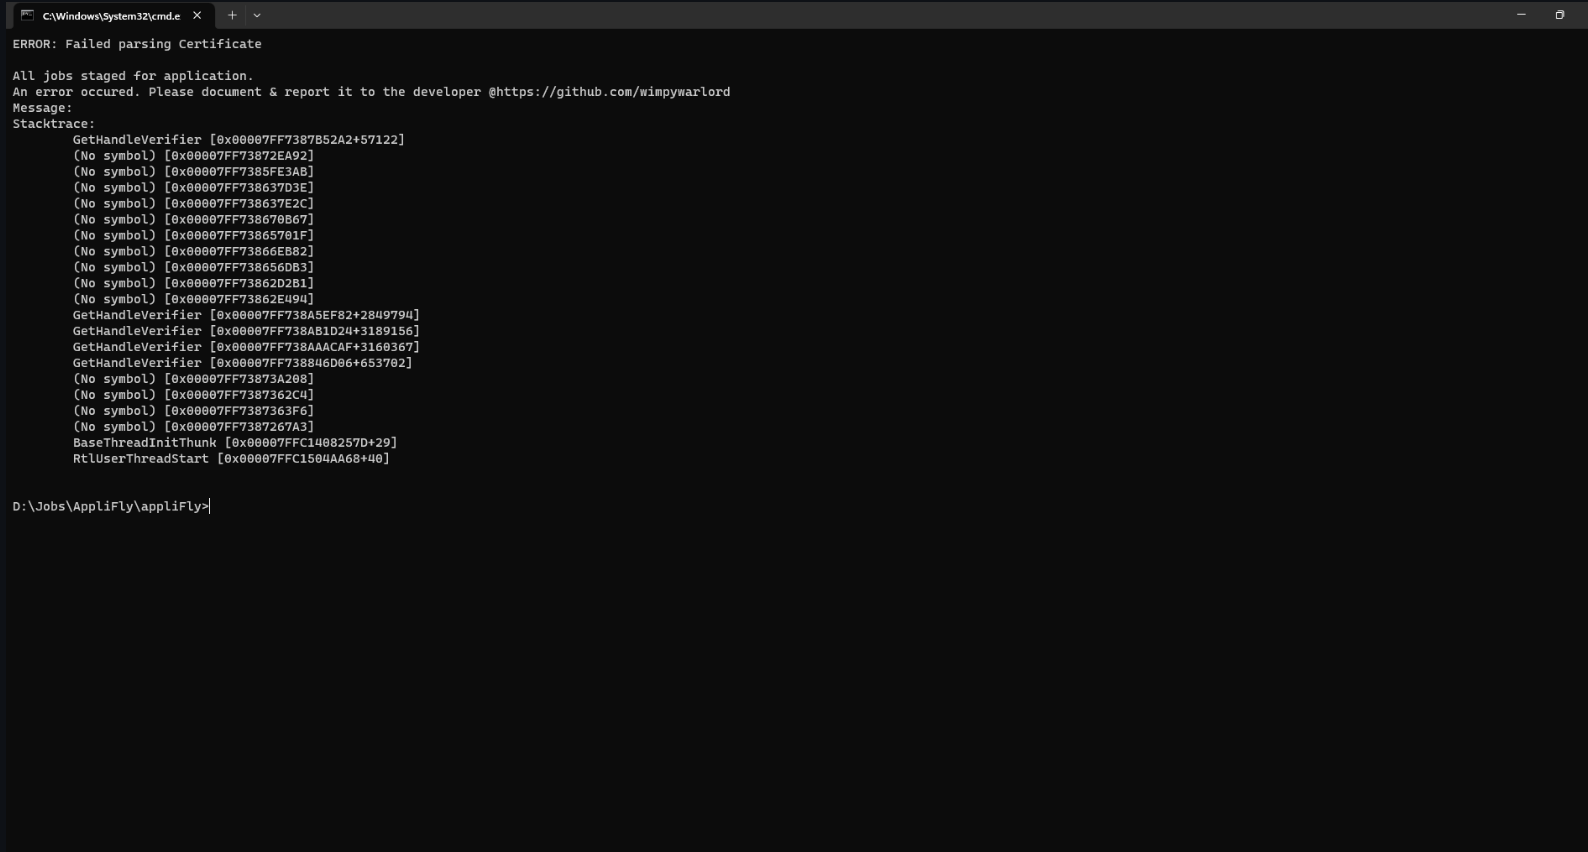 C:\Windows\System32\cmd.e
ERROR: Failed parsing Certificate
All jobs staged for application.
An error occured. Please document & report it to the developer @https://github.com/wimpywarlord
Message:
Stacktrace:
GetHandleVerifier [0x00007FF7387B52A2+57122]
(No symbol) [0x00007FF73872EA92]
(No symbol) [0x00007FF7385FE3AB]
(No symbol) [0x00007FF738637D3E]
(No symbol) [0x00007FF738637E2C]
(No symbol) [0x00007FF738670B67]
(No symbol) [0x00007FF73865701F]
(No symbol) [0x00007FF73866EB82]
(No symbol) [0x00007FF738656DB3]
(No symbol) [0x00007FF73862D2B1]
(No symbol) [0x00007FF73862E494]
GetHandleVerifier [0x00007FF738A5EF82+2849794]
GetHandleVerifier [0x00007FF738AB1D24+3189156]
GetHandleVerifier [0x00007FF738AAACAF+3160367]
GetHandleVerifier [0x00007FF738846D06+653702]
(No symbol) [0x00007FF73873A208]
(No symbol) [0x00007FF7387362C4]
(No symbol) [0x00007FF7387363F6]
(No symbol) [0x00007FF7387267A3]
BaseThreadInitThunk [0x00007FFC1408257D+29]
RtlUserThreadStart [0x00007FFC1504AA68+40]
D:\Jobs\AppliFly\appliFly>